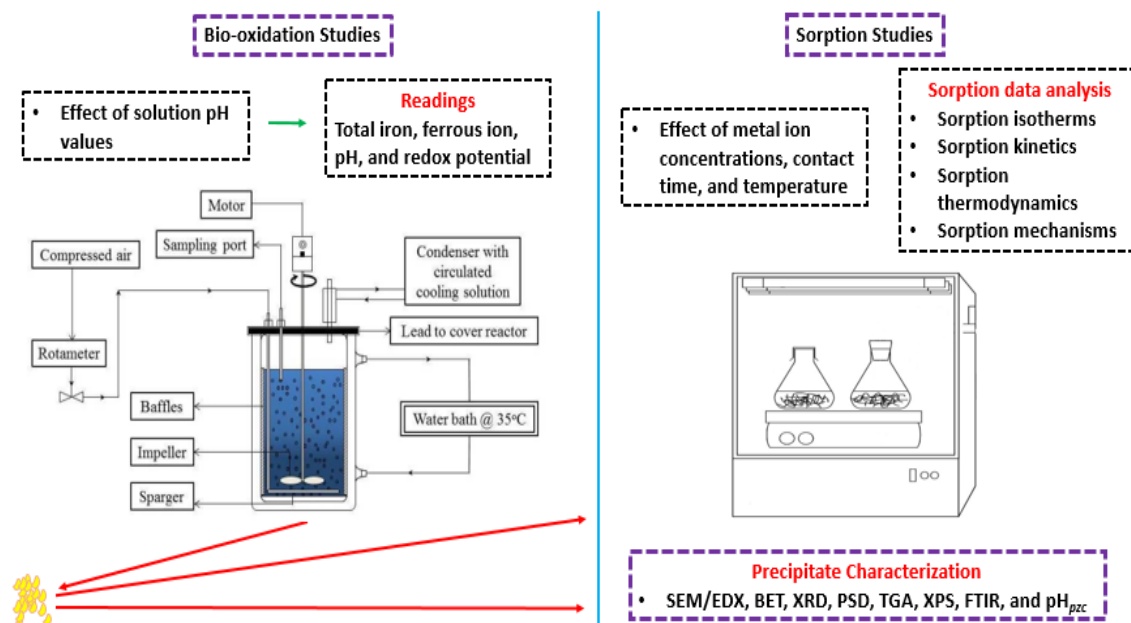 Bio-oxidation Studies
• Effect of solution pH
values
Readings
Total iron, ferrous ion,
pH, and redox potential
Motor
Sampling port
Compressed air
Condenser with
circulated
cooling solution
Lead to cover reactor
Rotameter
Baffles
Water bath @ 35°C
Impeller
Sparger
Sorption Studies
• Effect of metal ion
concentrations, contact
time, and temperature
Sorption data analysis
• Sorption isotherms
• Sorption kinetics
• Sorption
thermodynamics
• Sorption mechanisms
Precipitate Characterization
• SEM/EDX, BET, XRD, PSD, TGA, XPS, FTIR, and pHpzc